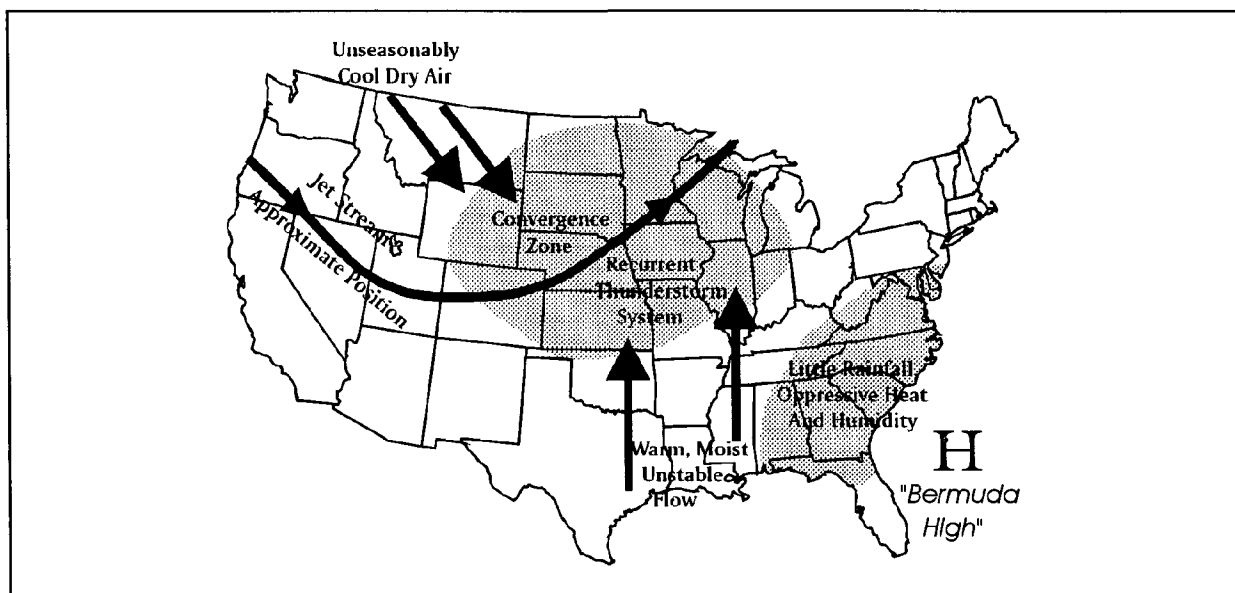 Unseasonably
Cool Dry Air
Jet Stream
Approximate Position
Convergence
Zone
Recurrent
Thunderstorm
System
Little Rainfall
Oppressive Heat
And Humidity
Warm, Moist
Unstable
Flow
H
"Bermuda
High"